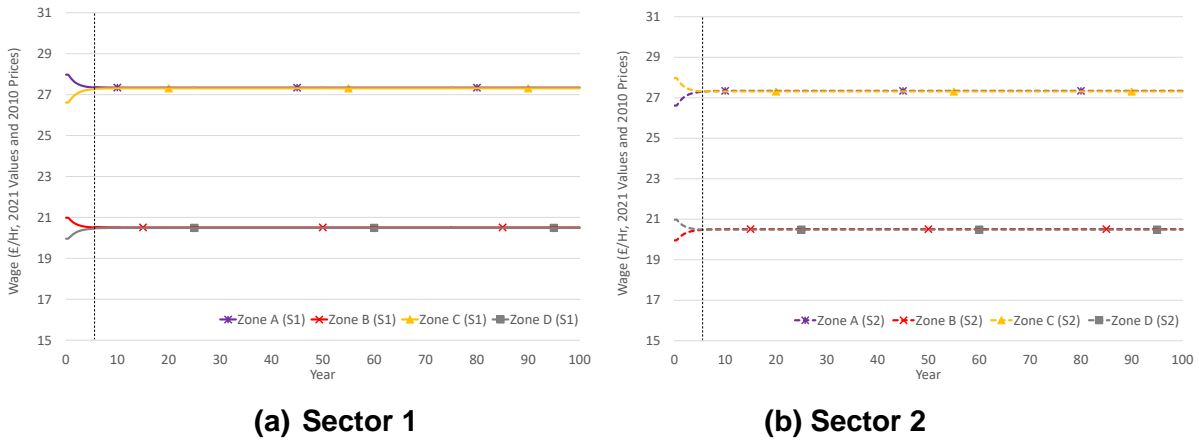 31
29
27
25
23
21
19
17
15
Wage (£/Hr, 2021 Values and 2010 Prices)
Zone A (S1) Zone B (S1) Zone C (S1) Zone D (S1)
0 10 20 30 40 50 60 70 80 90 100
Year
(a) Sector 1
31
29
27
25
23
21
19
17
15
Wage (£/Hr, 2021 Values and 2010 Prices)
Zone A (S2) Zone B (S2) Zone C (S2) Zone D (S2)
0 10 20 30 40 50 60 70 80 90 100
Year
(b) Sector 2